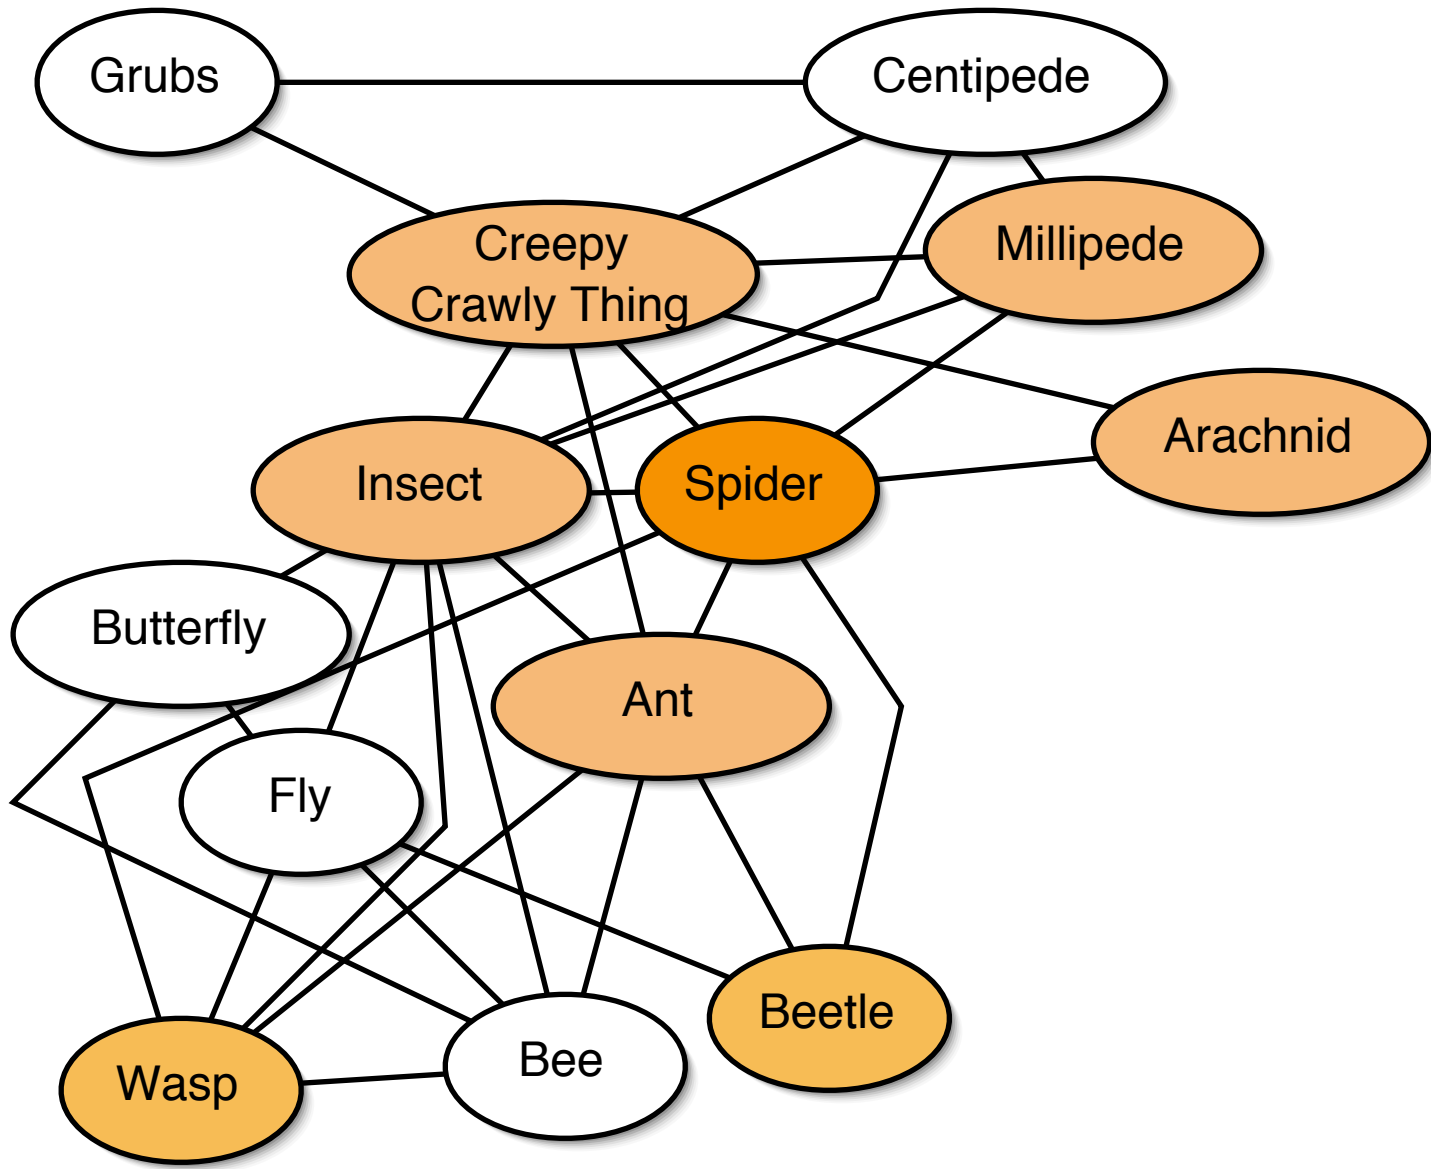 Grubs
Centipede
Creepy
Crawly Thing
Millipede
Arachnid
Insect
Spider
Butterfly
Ant
Fly
Beetle
Wasp
Bee